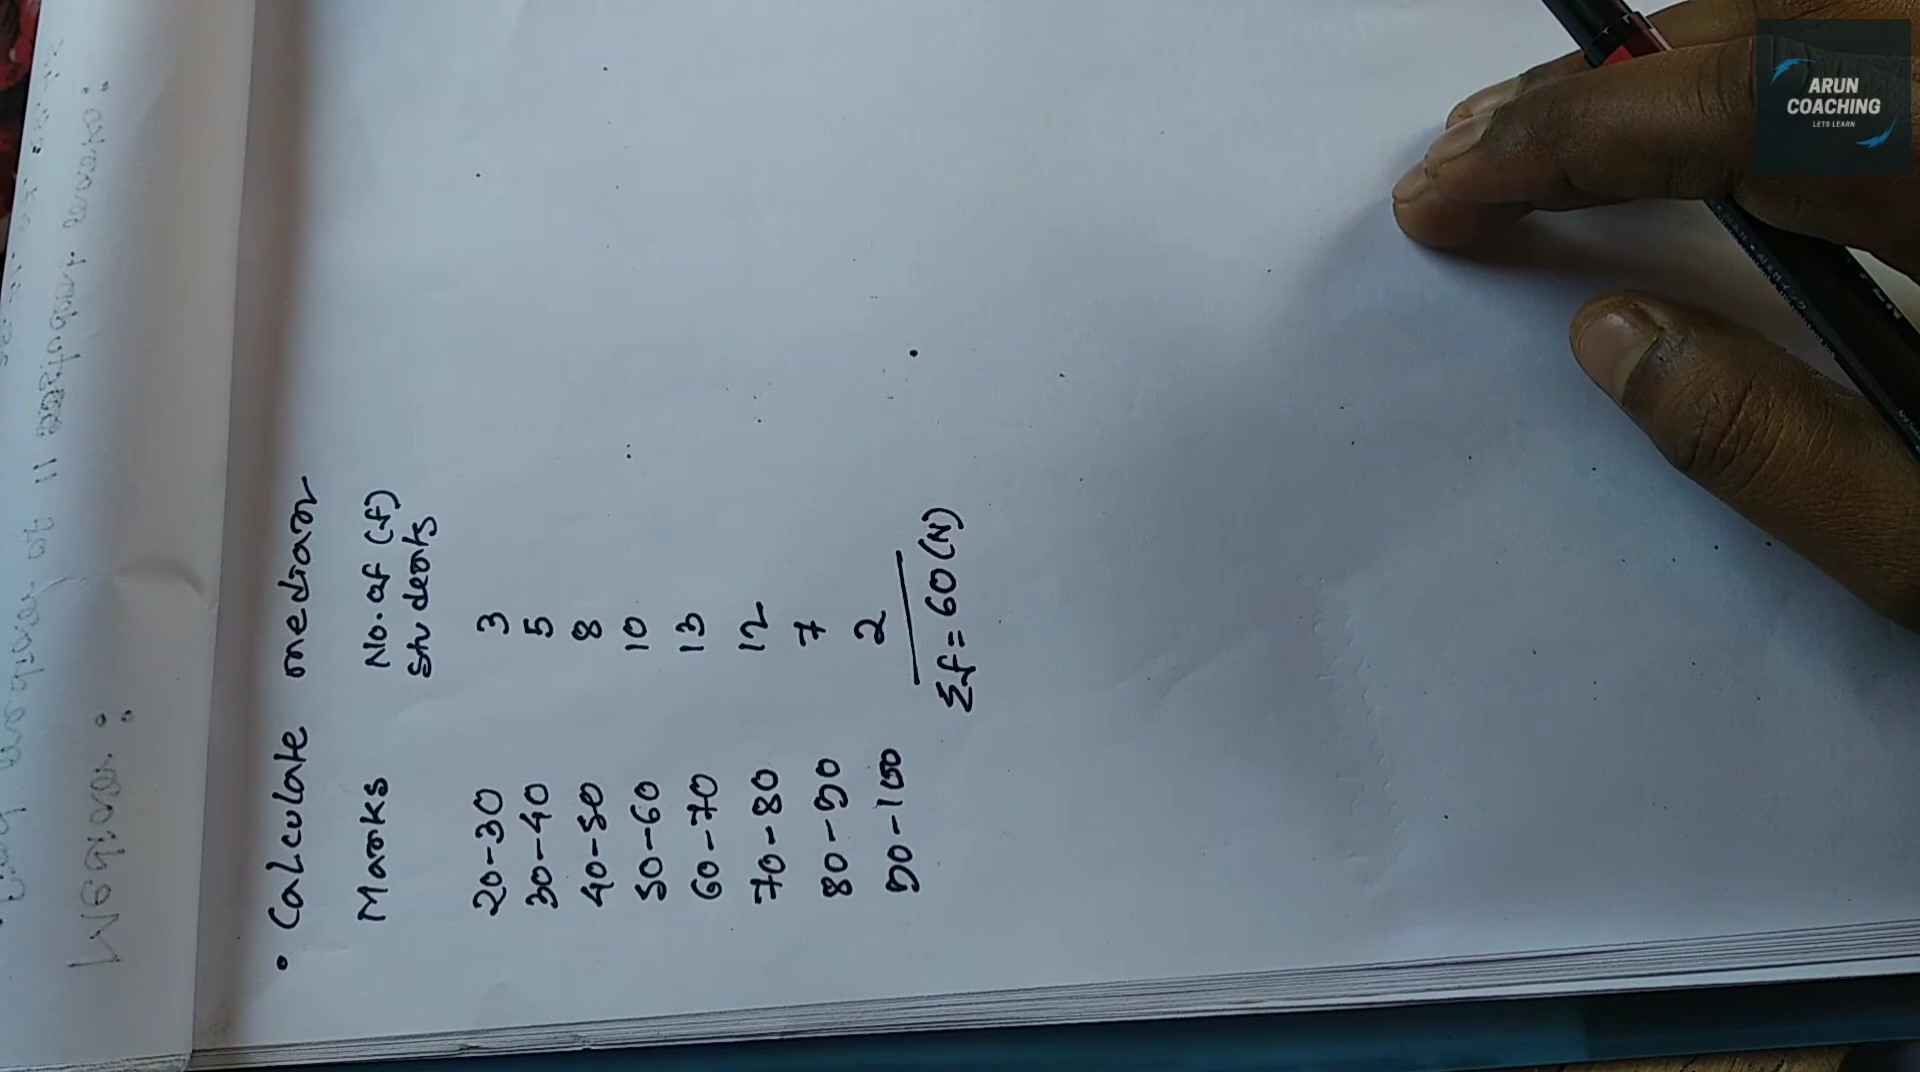 • Calculate median
Marks No. of (f)
Students
20-30 3
30-40 5
40-50 8
50-60 10
60-70 13
70-80 12
80-90 7
90-100 2
Σf = 60 (N)
ARUN
COACHING
LETS LEARN